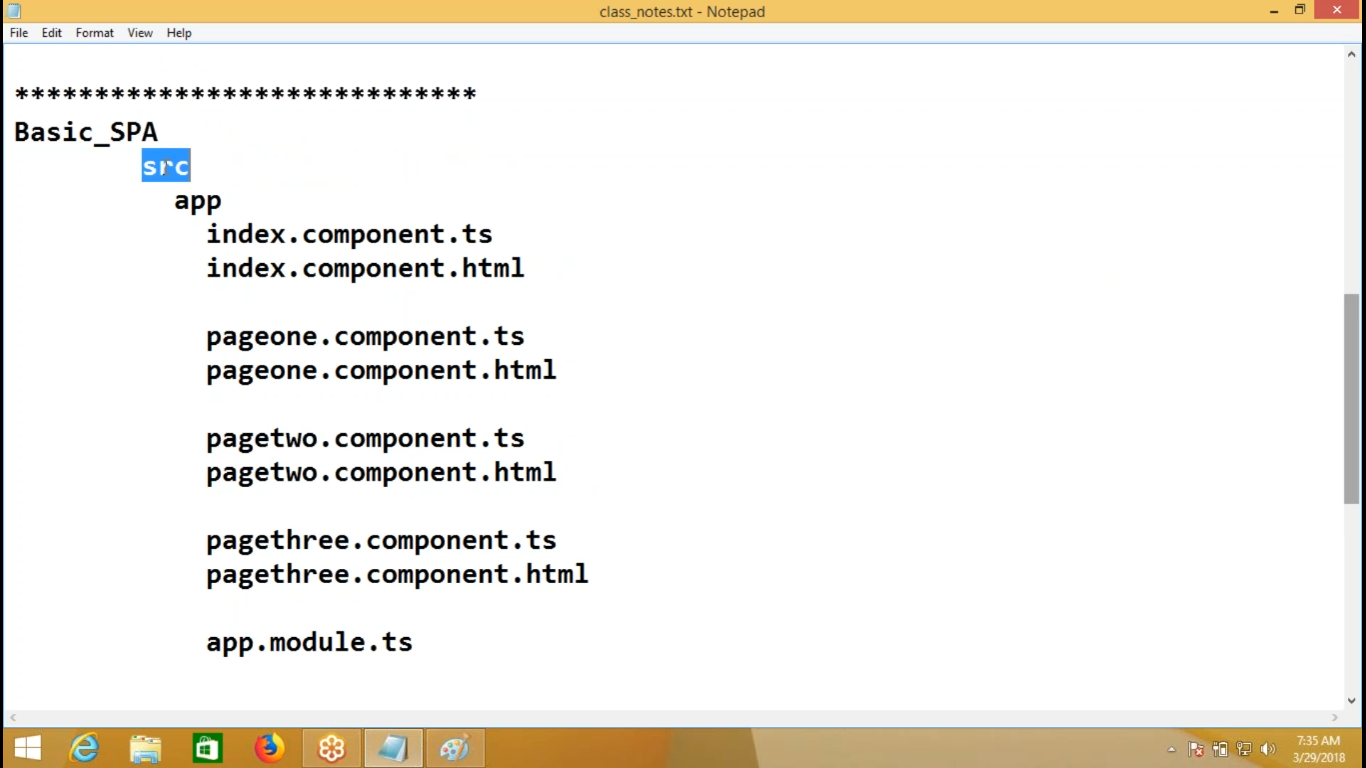 class_notes.txt - Notepad
File Edit Format View Help
*****************************
Basic_SPA
src
app
index.component.ts
index.component.html
pageone.component.ts
pageone.component.html
pagetwo.component.ts
pagetwo.component.html
pagethree.component.ts
pagethree.component.html
app.module.ts
7:35 AM
3/29/2018